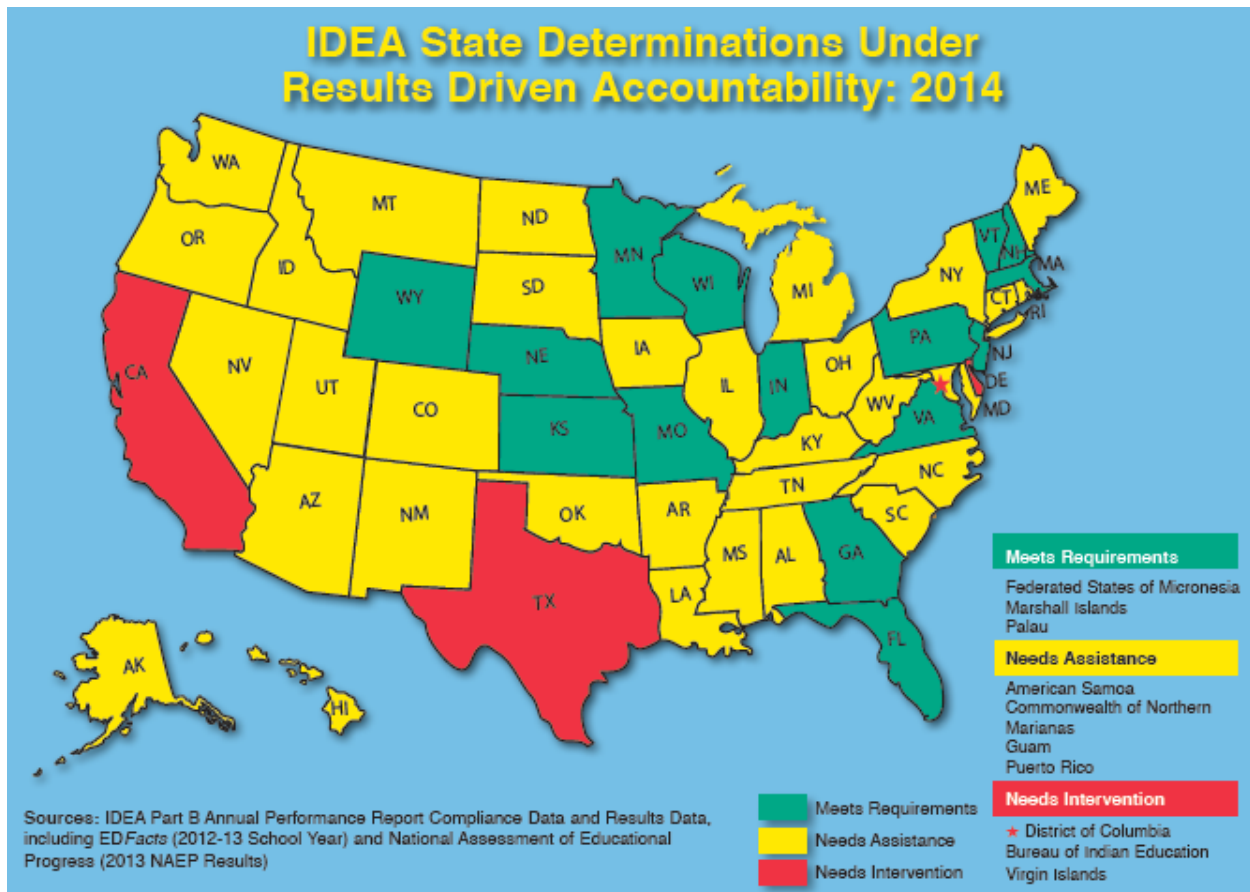 IDEA State Determinations Under
Results Driven Accountability: 2014
WA
MT
ND
MN
ME
OR
ID
WY
SD
WI
MI
NY
VT
NH
MA
CT
RI
CA
NV
UT
CO
NE
IA
IL
IN
OH
PA
NJ
DE
MD
WV
VA
KS
MO
KY
AZ
NM
OK
AR
TN
NC
SC
TX
LA
MS
AL
GA
FL
AK
HI
Meets Requirements
Federated States of Micronesia
Marshall Islands
Palau
Needs Assistance
American Samoa
Commonwealth of Northern
Marianas
Guam
Puerto Rico
Needs Intervention
★ District of Columbia
Bureau of Indian Education
Virgin Islands
Meets Requirements
Needs Assistance
Needs Intervention
Sources: IDEA Part B Annual Performance Report Compliance Data and Results Data,
including EDFacts (2012-13 School Year) and National Assessment of Educational
Progress (2013 NAEP Results)